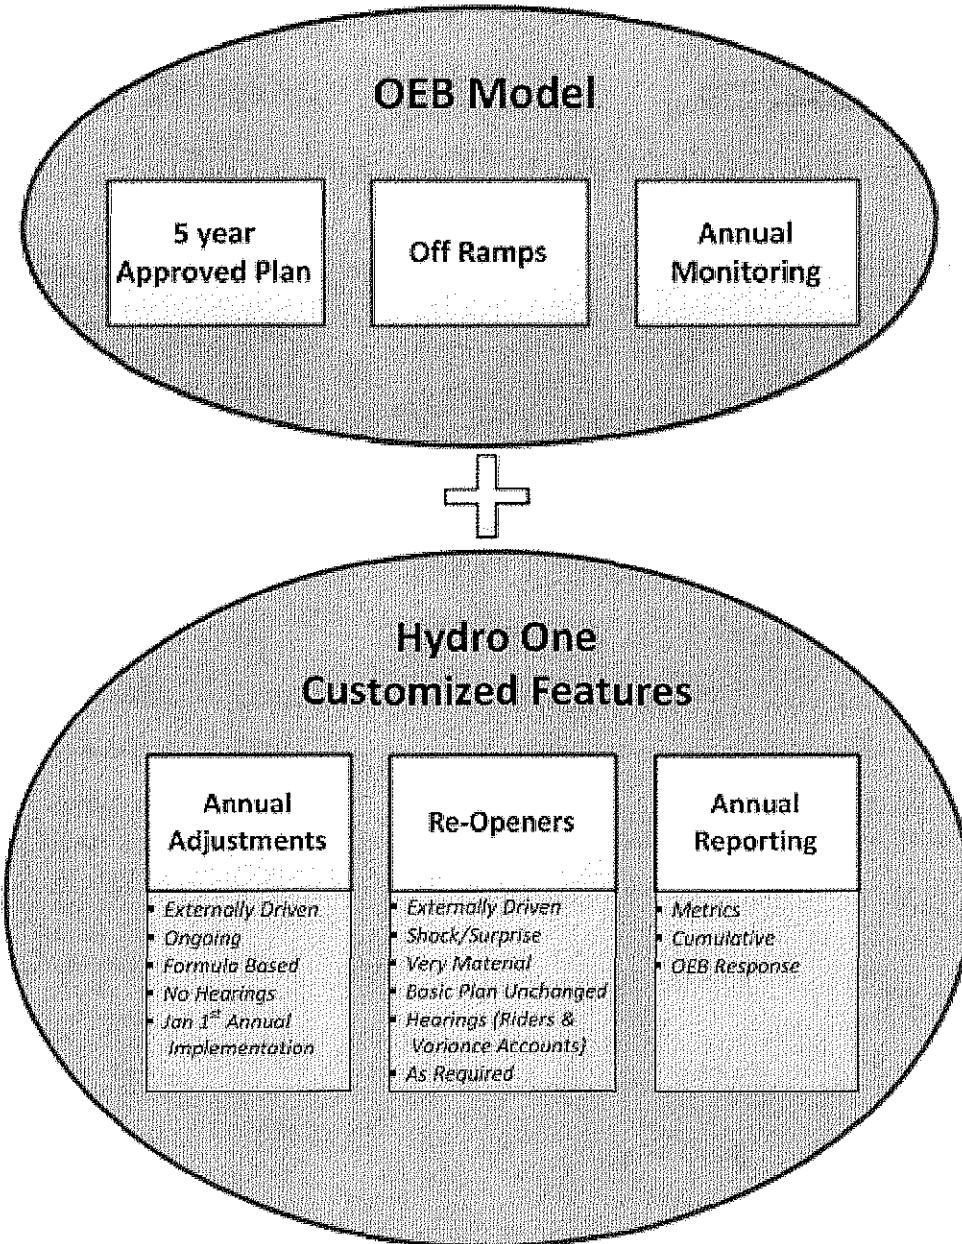 OEB Model
5 year
Approved Plan
Off Ramps
Annual
Monitoring
Hydro One
Customized Features
Annual
Adjustments
▪ Externally Driven
▪ Ongoing
▪ Formula Based
▪ No Hearings
▪ Jan 1st Annual
Implementation
Re-Openers
▪ Externally Driven
▪ Shock/Surprise
▪ Very Material
▪ Basic Plan Unchanged
▪ Hearings (Riders &
Variance Accounts)
▪ As Required
Annual
Reporting
▪ Metrics
▪ Cumulative
▪ OEB Response